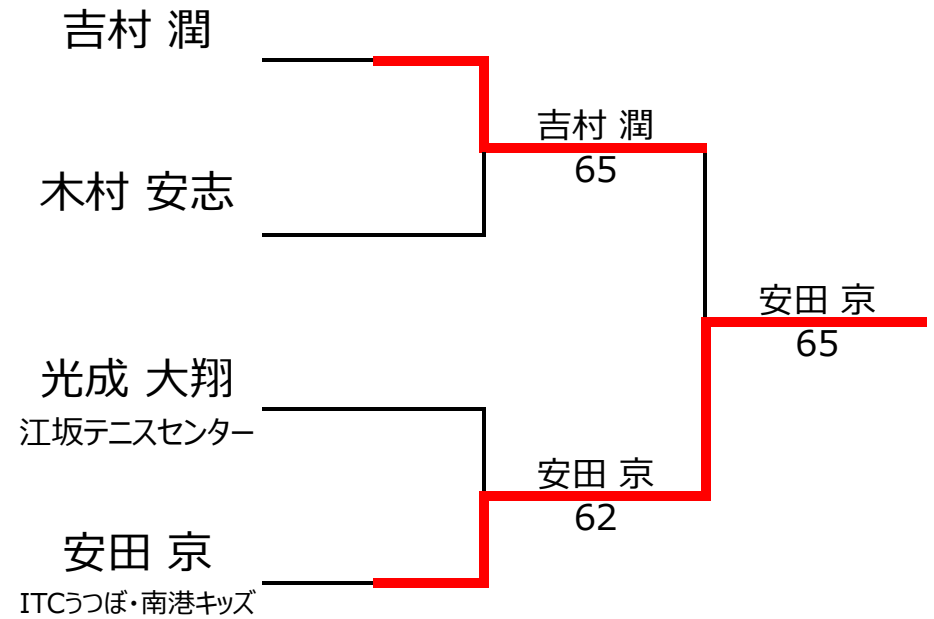 吉村 潤
吉村 潤
65
木村 安志
安田 京
65
光成 大翔
江坂テニスセンター
安田 京
62
安田 京
ITCうつぼ・南港キッズ